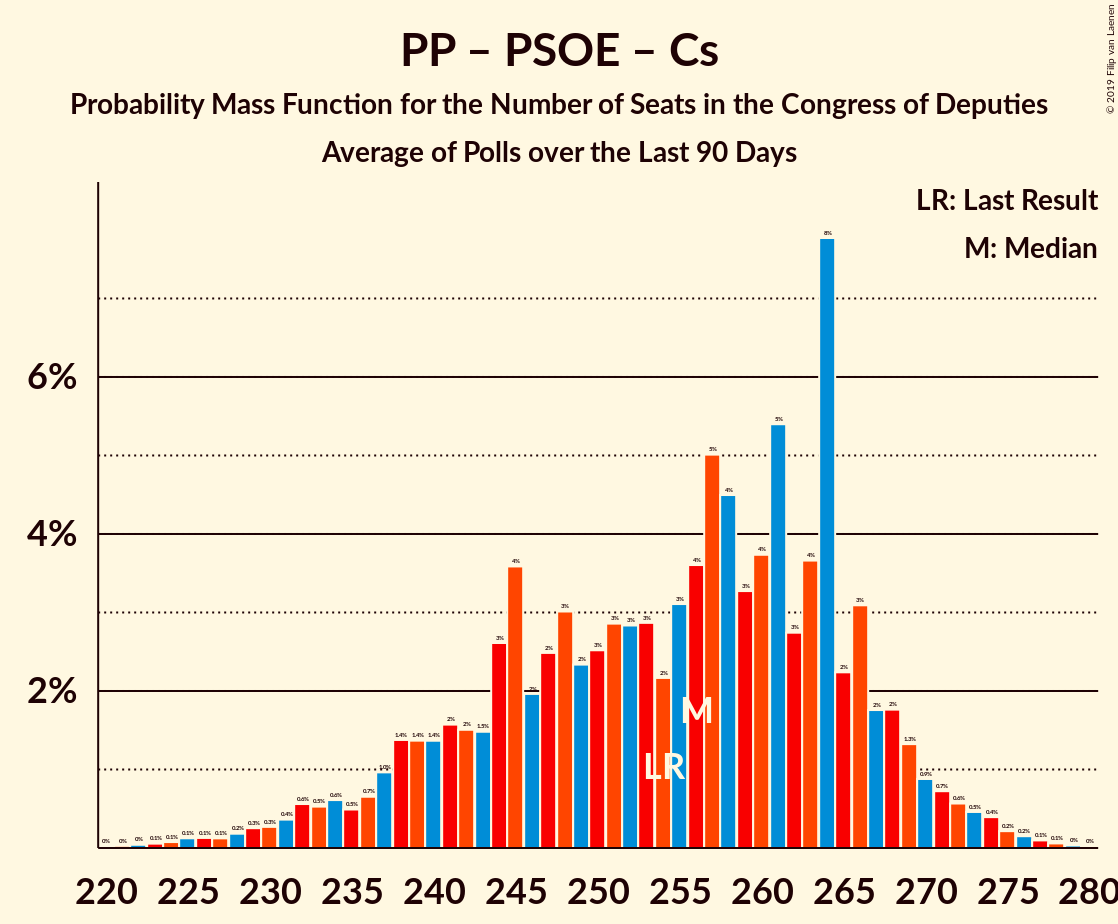 PP – PSOE – Cs
Probability Mass Function for the Number of Seats in the Congress of Deputies
Average of Polls over the Last 90 Days
© 2019 Filip van Laenen
LR: Last Result
M: Median
6%
4%
2%
0% 0% 0% 0.1% 0.1% 0.1% 0.1% 0.1% 0.2% 0.3% 0.3% 0.4% 0.6% 0.5% 0.6% 0.5% 0.7% 1.0% 1.4% 1.4% 1.4% 2% 2% 1.5% 3% 4% 2% 2% 3% 2% 3% 3% 3% 3% 2% 3% 4% 5% 4% 3% 4% 5% 3% 4% 8% 2% 3% 2% 2% 1.3% 0.9% 0.7% 0.6% 0.5% 0.4% 0.2% 0.2% 0.1% 0.1% 0% 0%
M
LR
220 225 230 235 240 245 250 255 260 265 270 275 280